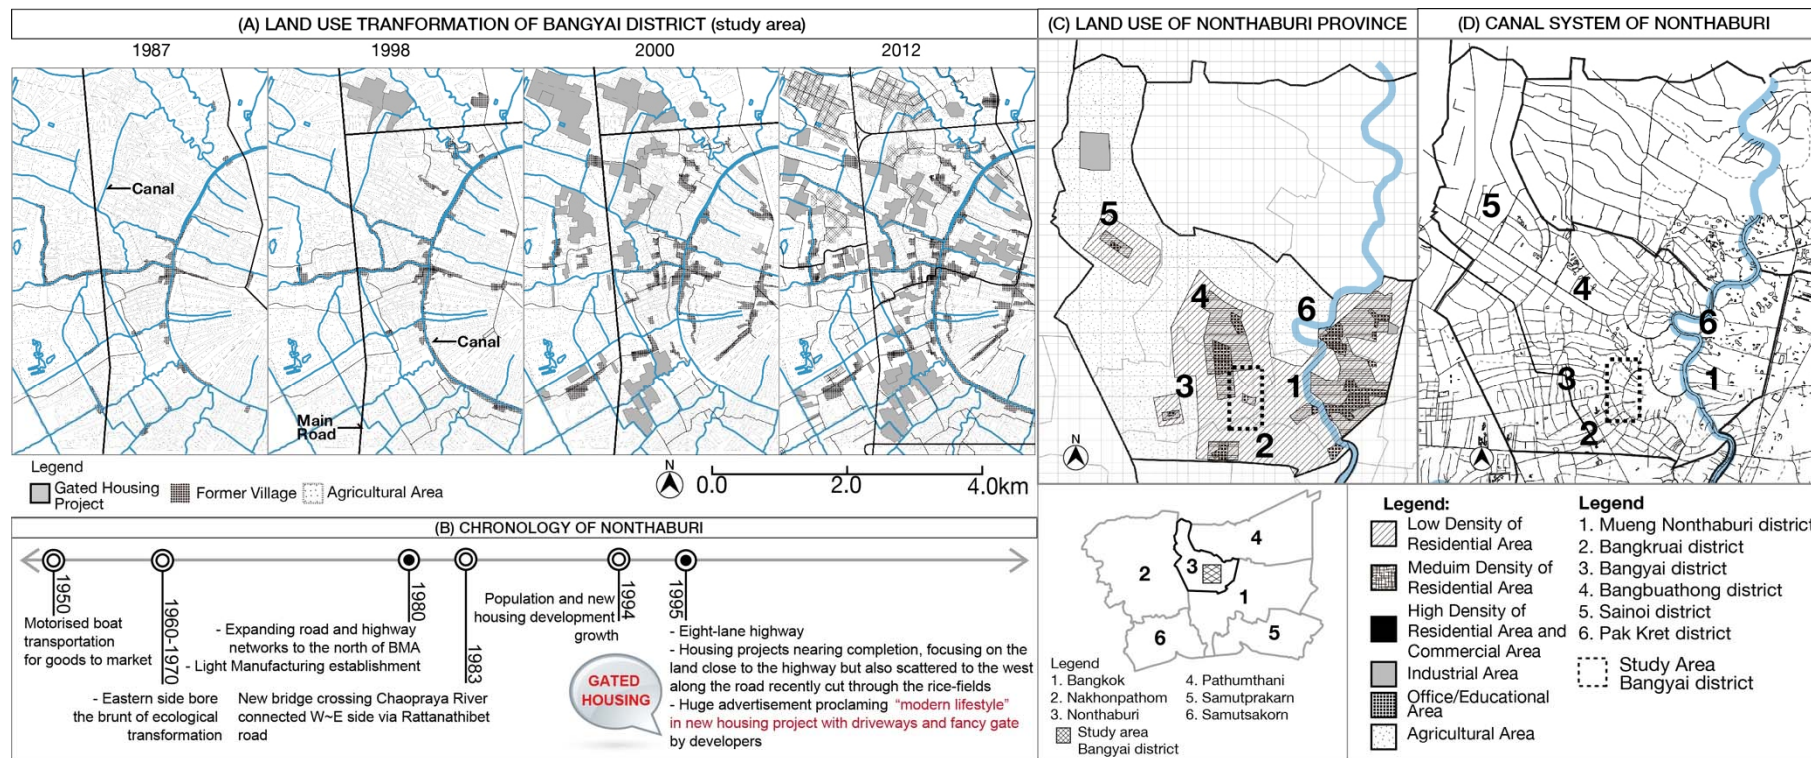 (A) LAND USE TRANFORMATION OF BANGYAI DISTRICT (study area)
1987
1998
2000
2012
Canal
Main
Road
Canal
Legend
Gated Housing
Project
Former Village
Agricultural Area
N
0.0
2.0
4.0km
(B) CHRONOLOGY OF NONTHABURI
1950
Motorised boat
transportation
for goods to market
1960-1970
- Eastern side bore
the brunt of ecological
transformation
1980
- Expanding road and highway
networks to the north of BMA
- Light Manufacturing establishment
1983
New bridge crossing Chaopraya River
connected W~E side via Rattanathibet
road
1994
Population and new
housing development
growth
1995
- Eight-lane highway
- Housing projects nearing completion, focusing on the
land close to the highway but also scattered to the west
along the road recently cut through the rice-fields
- Huge advertisement proclaming "modern lifestyle"
in new housing project with driveways and fancy gate
by developers
GATED
HOUSING
(C) LAND USE OF NONTHABURI PROVINCE
5
4
6
3
1
2
N
(D) CANAL SYSTEM OF NONTHABURI
5
4
6
3
1
2
N
4
2
3
1
5
6
Legend
1. Bangkok
2. Nakhonpathom
3. Nonthaburi
4. Pathumthani
5. Samutprakarn
6. Samutsakorn
Study area
Bangyai district
Legend:
Low Density of
Residential Area
Meduim Density of
Residential Area
High Density of
Residential Area and
Commercial Area
Industrial Area
Office/Educational
Area
Agricultural Area
Legend
1. Mueng Nonthaburi district
2. Bangkruai district
3. Bangyai district
4. Bangbuathong district
5. Sainoi district
6. Pak Kret district
Study Area
Bangyai district